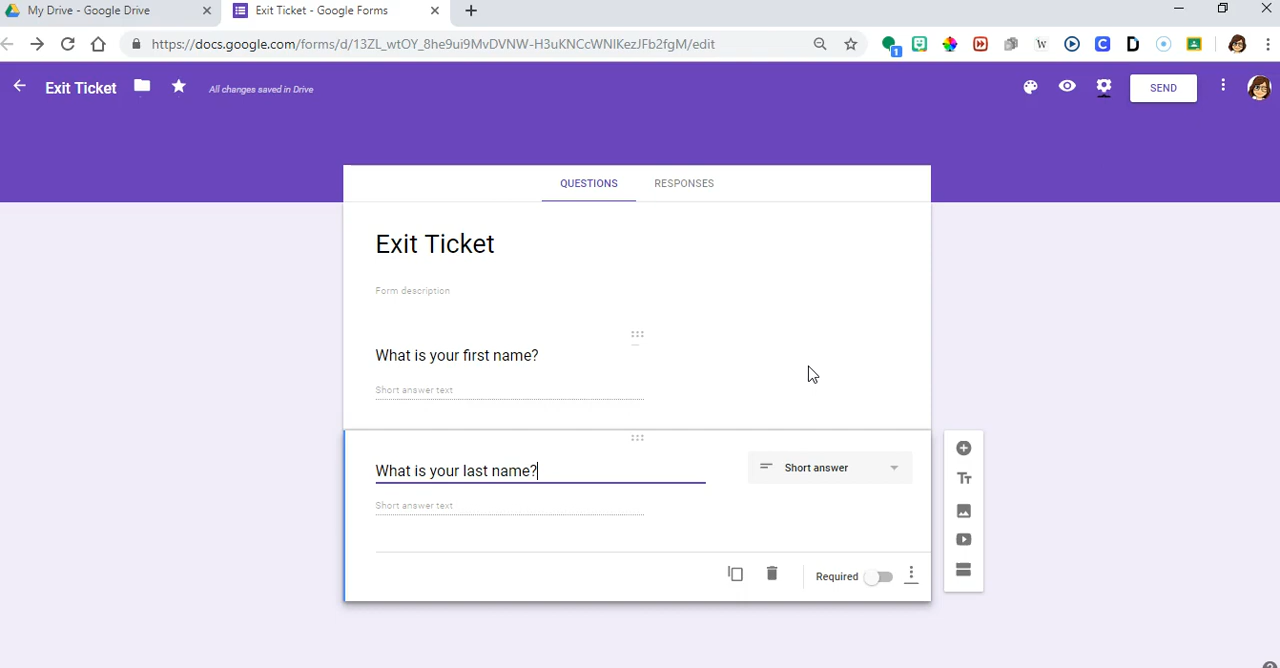 My Drive - Google Drive
Exit Ticket - Google Forms
https://docs.google.com/forms/d/13ZL_wtOY_8he9ui9MvDVNW-H3uKNCcWNlKezJFb2fgM/edit
1
W
C
D
Exit Ticket
All changes saved in Drive
SEND
QUESTIONS
RESPONSES
Exit Ticket
Form description
What is your first name?
Short answer text
What is your last name?
Short answer
Short answer text
Required
Tт